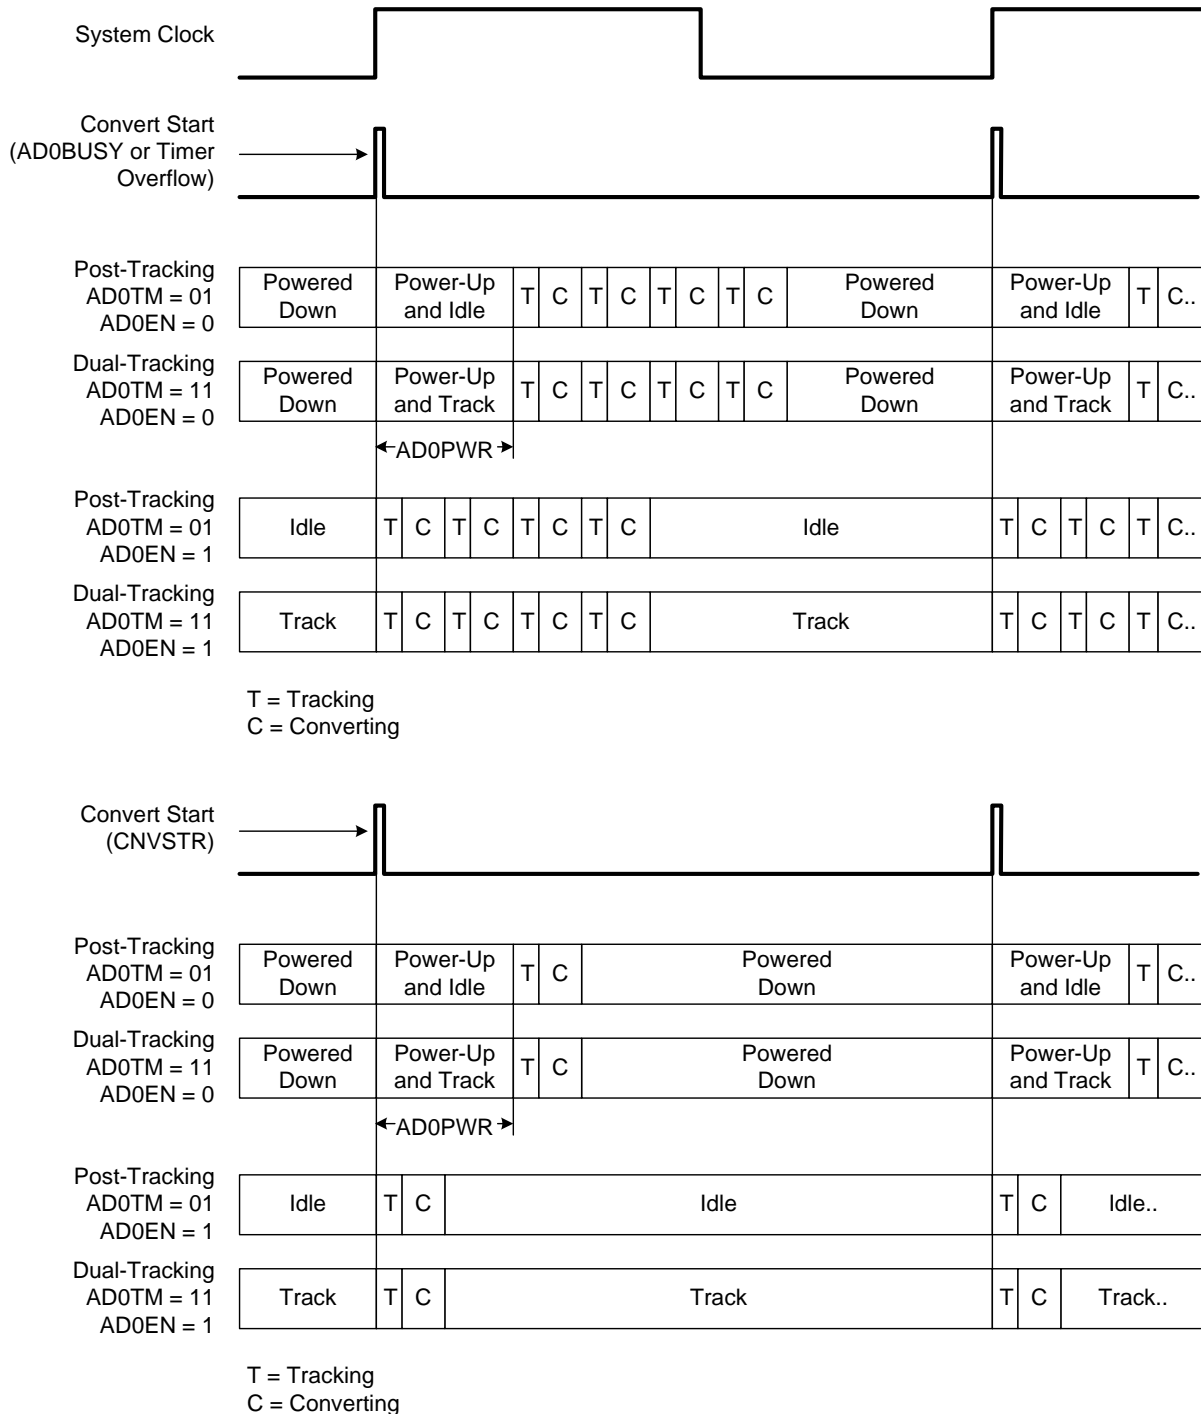 System Clock
Convert Start
(AD0BUSY or Timer
Overflow)
Post-Tracking
AD0TM = 01
AD0EN = 0
Powered
Down
Power-Up
and Idle
T C T C T C T C
Powered
Down
Power-Up
and Idle
T C..
Dual-Tracking
AD0TM = 11
AD0EN = 0
Powered
Down
Power-Up
and Track
T C T C T C T C
Powered
Down
Power-Up
and Track
T C..
AD0PWR
Post-Tracking
AD0TM = 01
AD0EN = 1
Idle T C T C T C T C Idle T C T C T C..
Dual-Tracking
AD0TM = 11
AD0EN = 1
Track T C T C T C T C Track T C T C T C..
T = Tracking
C = Converting
Convert Start
(CNVSTR)
Post-Tracking
AD0TM = 01
AD0EN = 0
Powered
Down
Power-Up
and Idle
T C
Powered
Down
Power-Up
and Idle
T C..
Dual-Tracking
AD0TM = 11
AD0EN = 0
Powered
Down
Power-Up
and Track
T C
Powered
Down
Power-Up
and Track
T C..
AD0PWR
Post-Tracking
AD0TM = 01
AD0EN = 1
Idle T C Idle T C Idle..
Dual-Tracking
AD0TM = 11
AD0EN = 1
Track T C Track T C Track..
T = Tracking
C = Converting